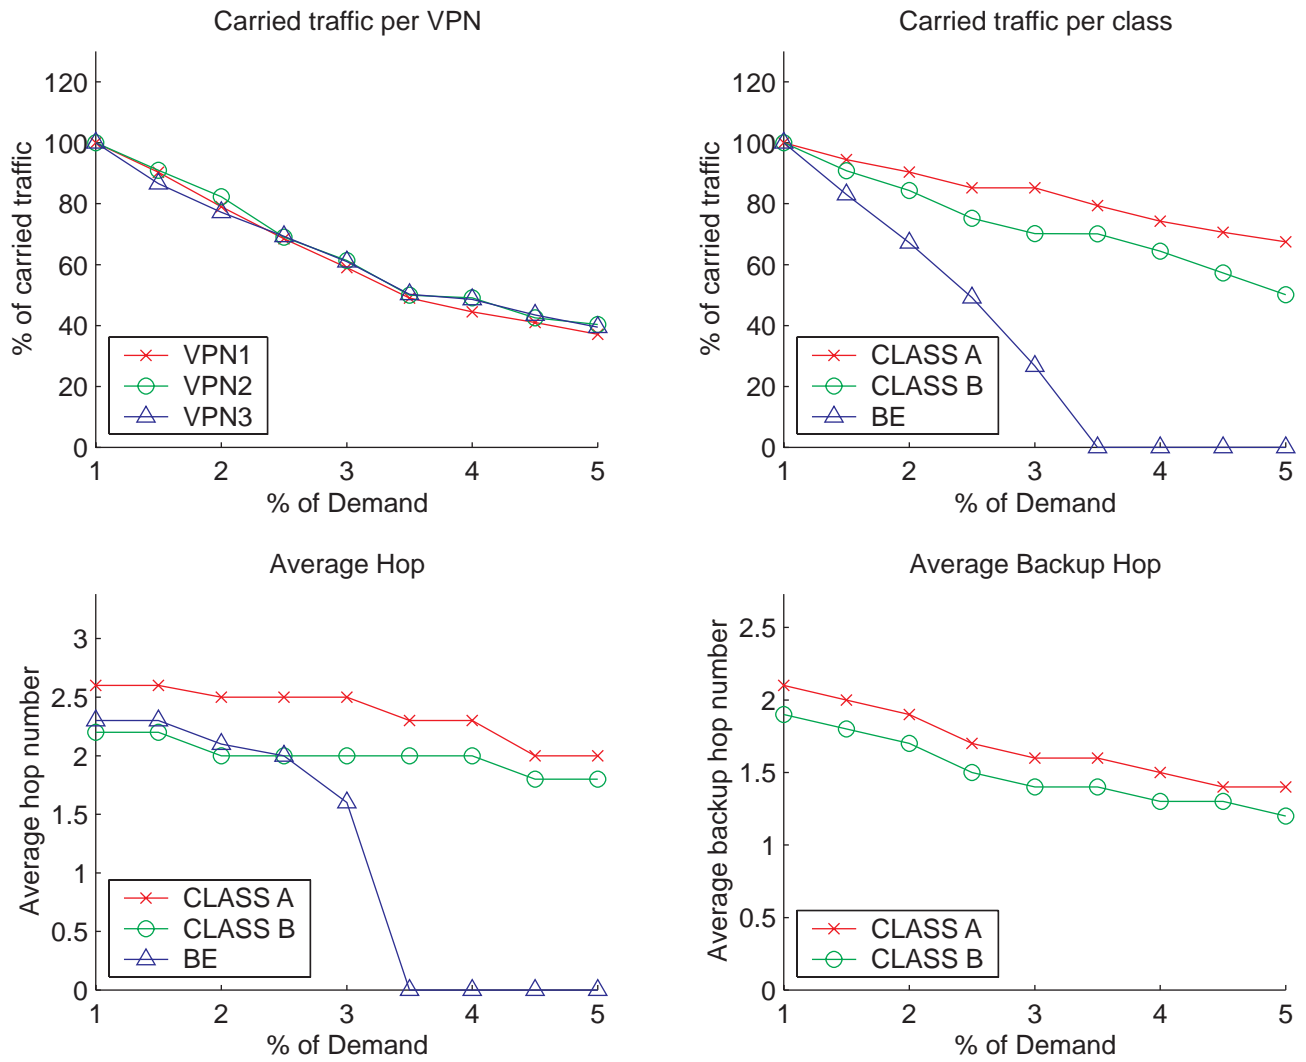 Carried traffic per VPN
% of carried traffic
120
100
80
60
40
20
0
VPN1
VPN2
VPN3
1
2
3
4
5
% of Demand
Carried traffic per class
% of carried traffic
120
100
80
60
40
20
0
CLASS A
CLASS B
BE
1
2
3
4
5
% of Demand
Average Hop
Average hop number
3
2.5
2
1.5
1
0.5
0
CLASS A
CLASS B
BE
1
2
3
4
5
% of Demand
Average Backup Hop
Average backup hop number
2.5
2
1.5
1
0.5
0
CLASS A
CLASS B
1
2
3
4
5
% of Demand